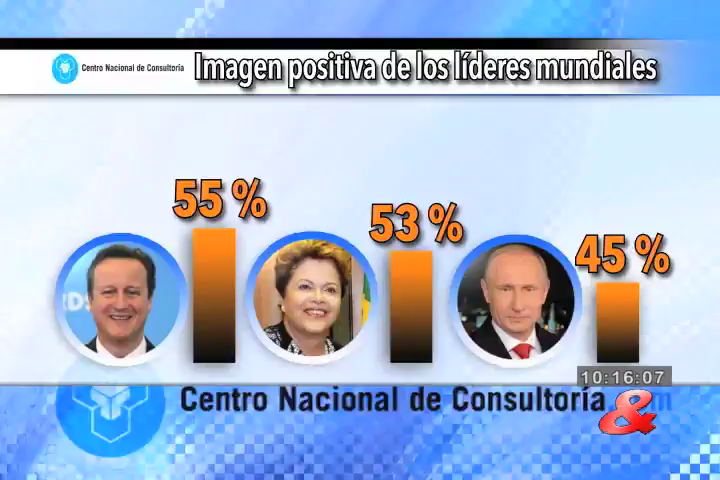 Centro Nacional de Consultoría
Imagen positiva de los líderes mundiales
55 %
53 %
45 %
10:16:07
Centro Nacional de Consultoría
&